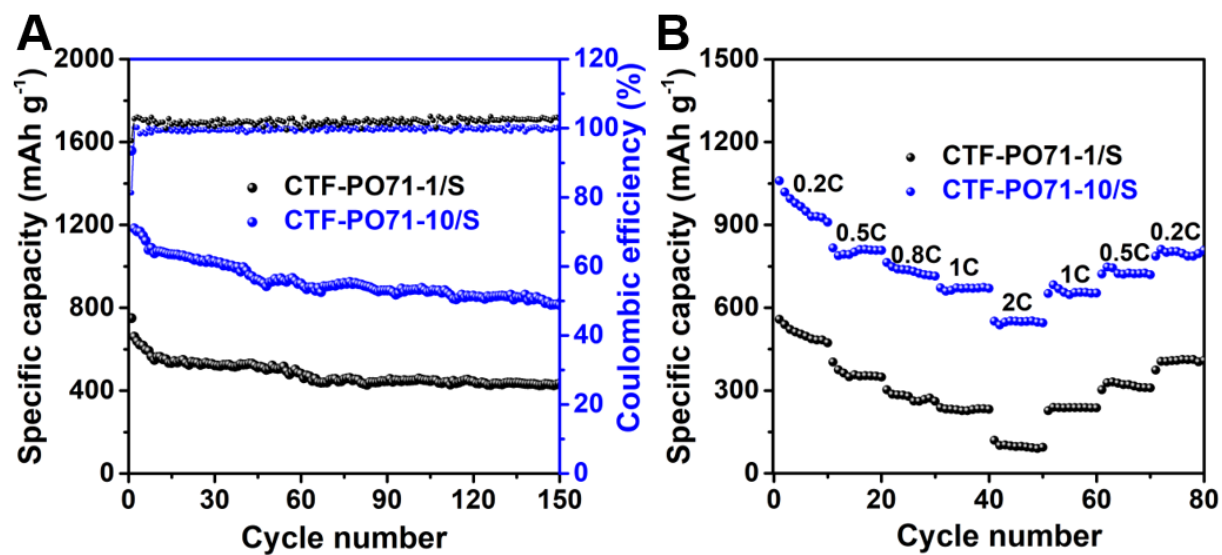 A
B
2000
1600
1200
800
400
0
Specific capacity (mAh g⁻¹)
120
100
80
60
40
20
0
Coulombic efficiency (%)
CTF-PO71-1/S
CTF-PO71-10/S
0 30 60 90 120 150
Cycle number
1500
1200
900
600
300
0
Specific capacity (mAh g⁻¹)
CTF-PO71-1/S
CTF-PO71-10/S
0.2C
0.5C
0.8C
1C
2C
1C
0.5C
0.2C
0 20 40 60 80
Cycle number